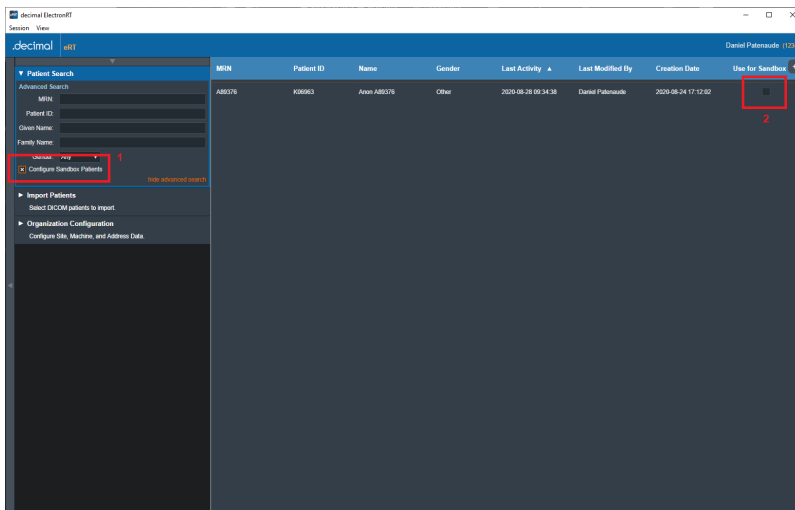 decimal ElectronRT
Session View
.decimal eRT
Daniel Patenaude (123
Patient Search
Advanced Search
MRN:
Patient ID:
Given Name:
Family Name:
Gender: Any
1
Configure Sandbox Patients
hide advanced search
Import Patients
Select DICOM patients to import.
Organization Configuration
Configure Site, Machine, and Address Data.
MRN Patient ID Name Gender Last Activity Last Modified By Creation Date Use for Sandbox
A89376 K06963 Anon A89376 Other 2020-08-28 09:34:38 Daniel Patenaude 2020-08-24 17:12:02
2